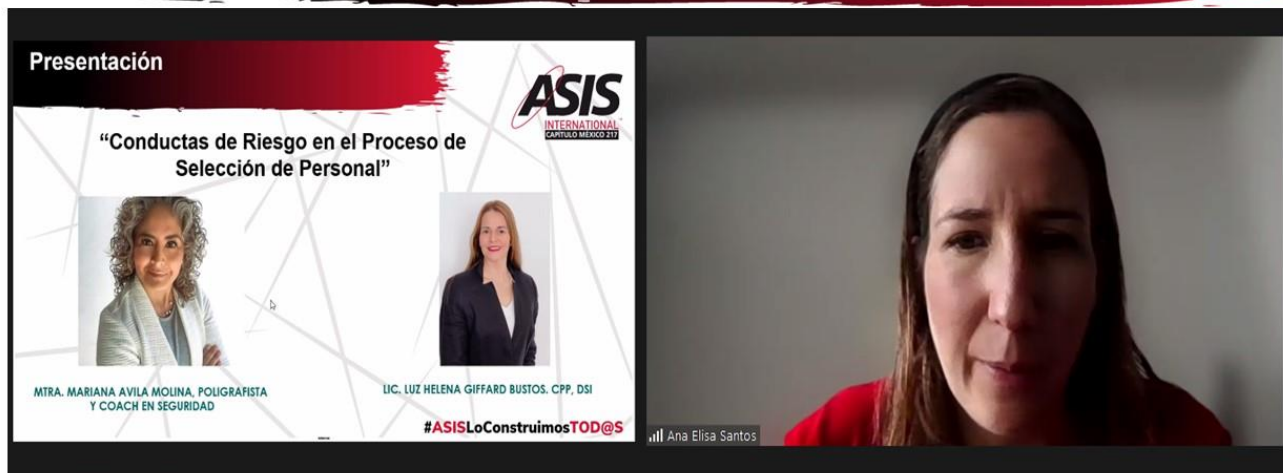 Presentación
ASIS
INTERNATIONAL™
CAPÍTULO MÉXICO 217
“Conductas de Riesgo en el Proceso de
Selección de Personal”
MTRA. MARIANA AVILA MOLINA, POLIGRAFISTA
Y COACH EN SEGURIDAD
LIC. LUZ HELENA GIFFARD BUSTOS. CPP, DSI
#ASISLoConstruimosTOD@S
Ana Elisa Santos